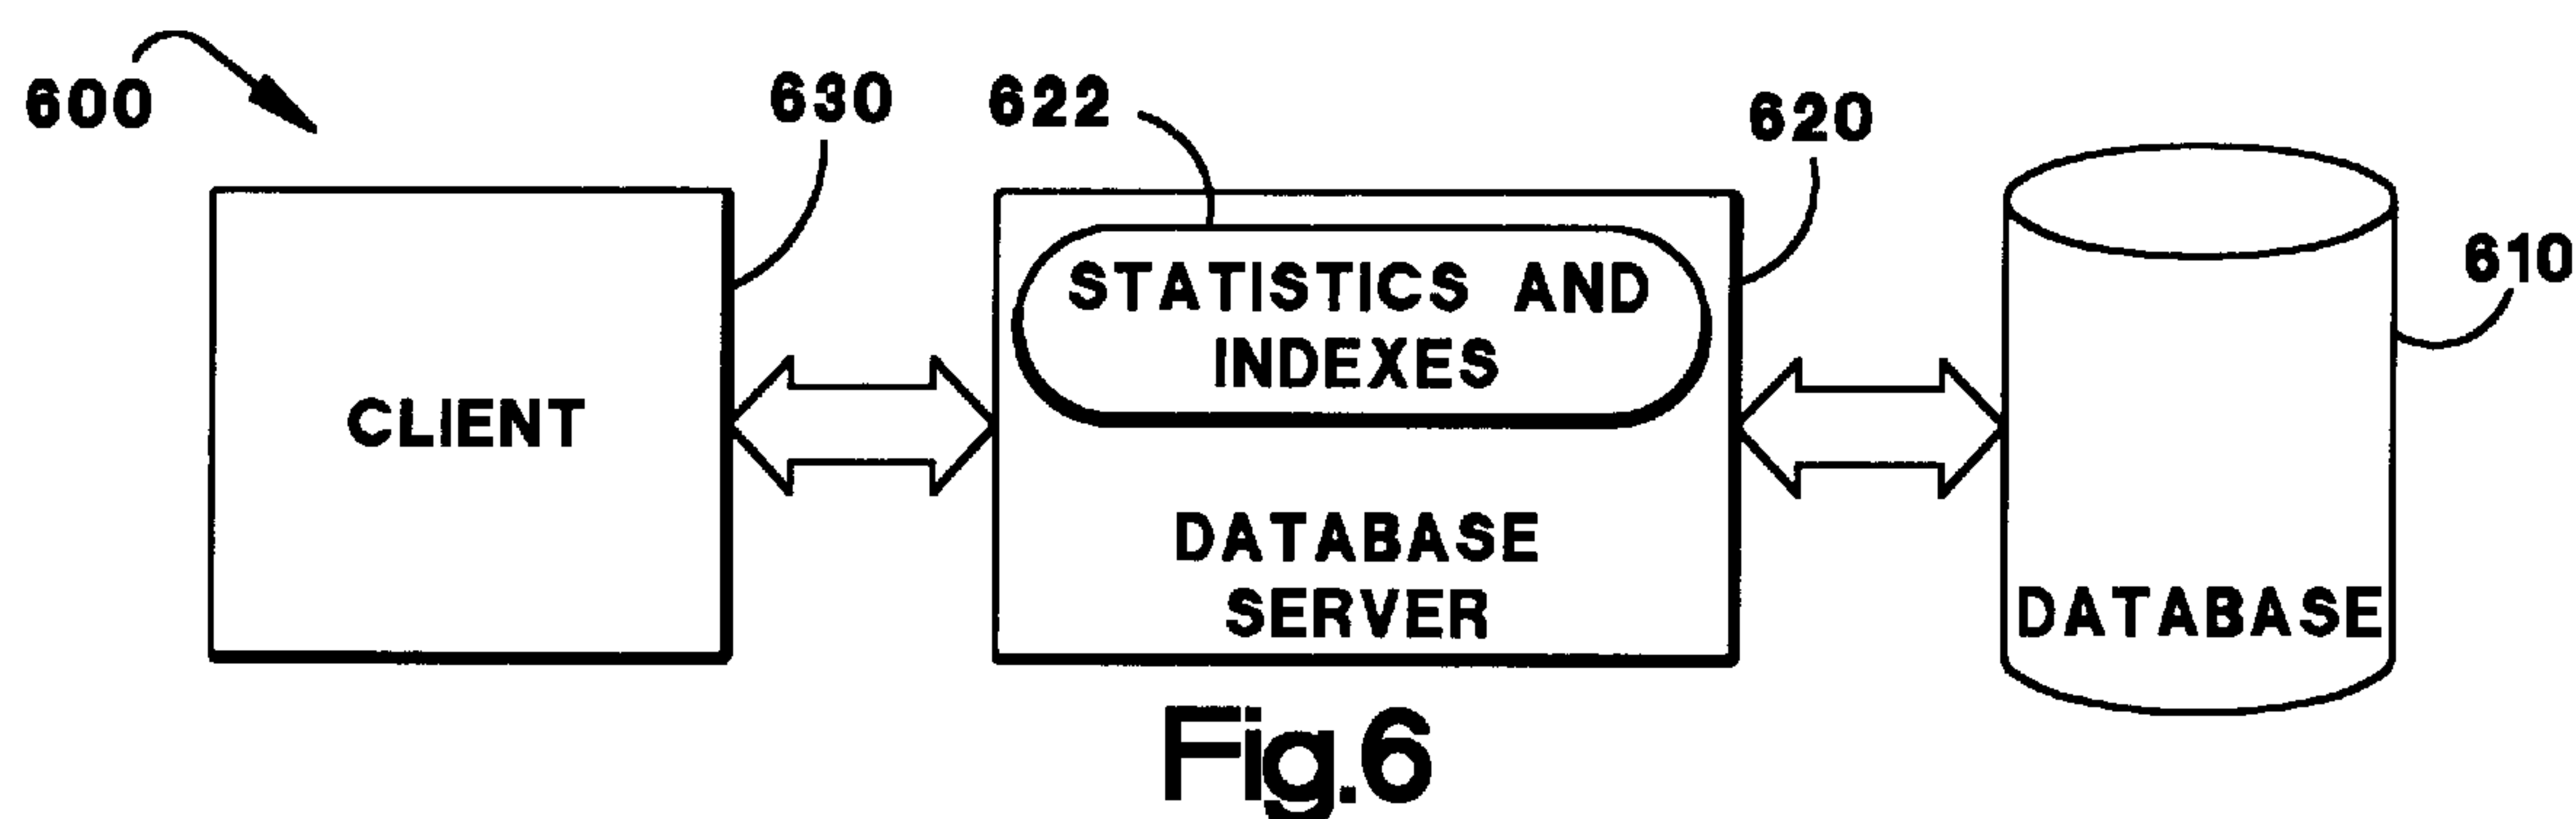 600
630
622
620
610
CLIENT
STATISTICS AND
INDEXES
DATABASE
SERVER
DATABASE
Fig.6